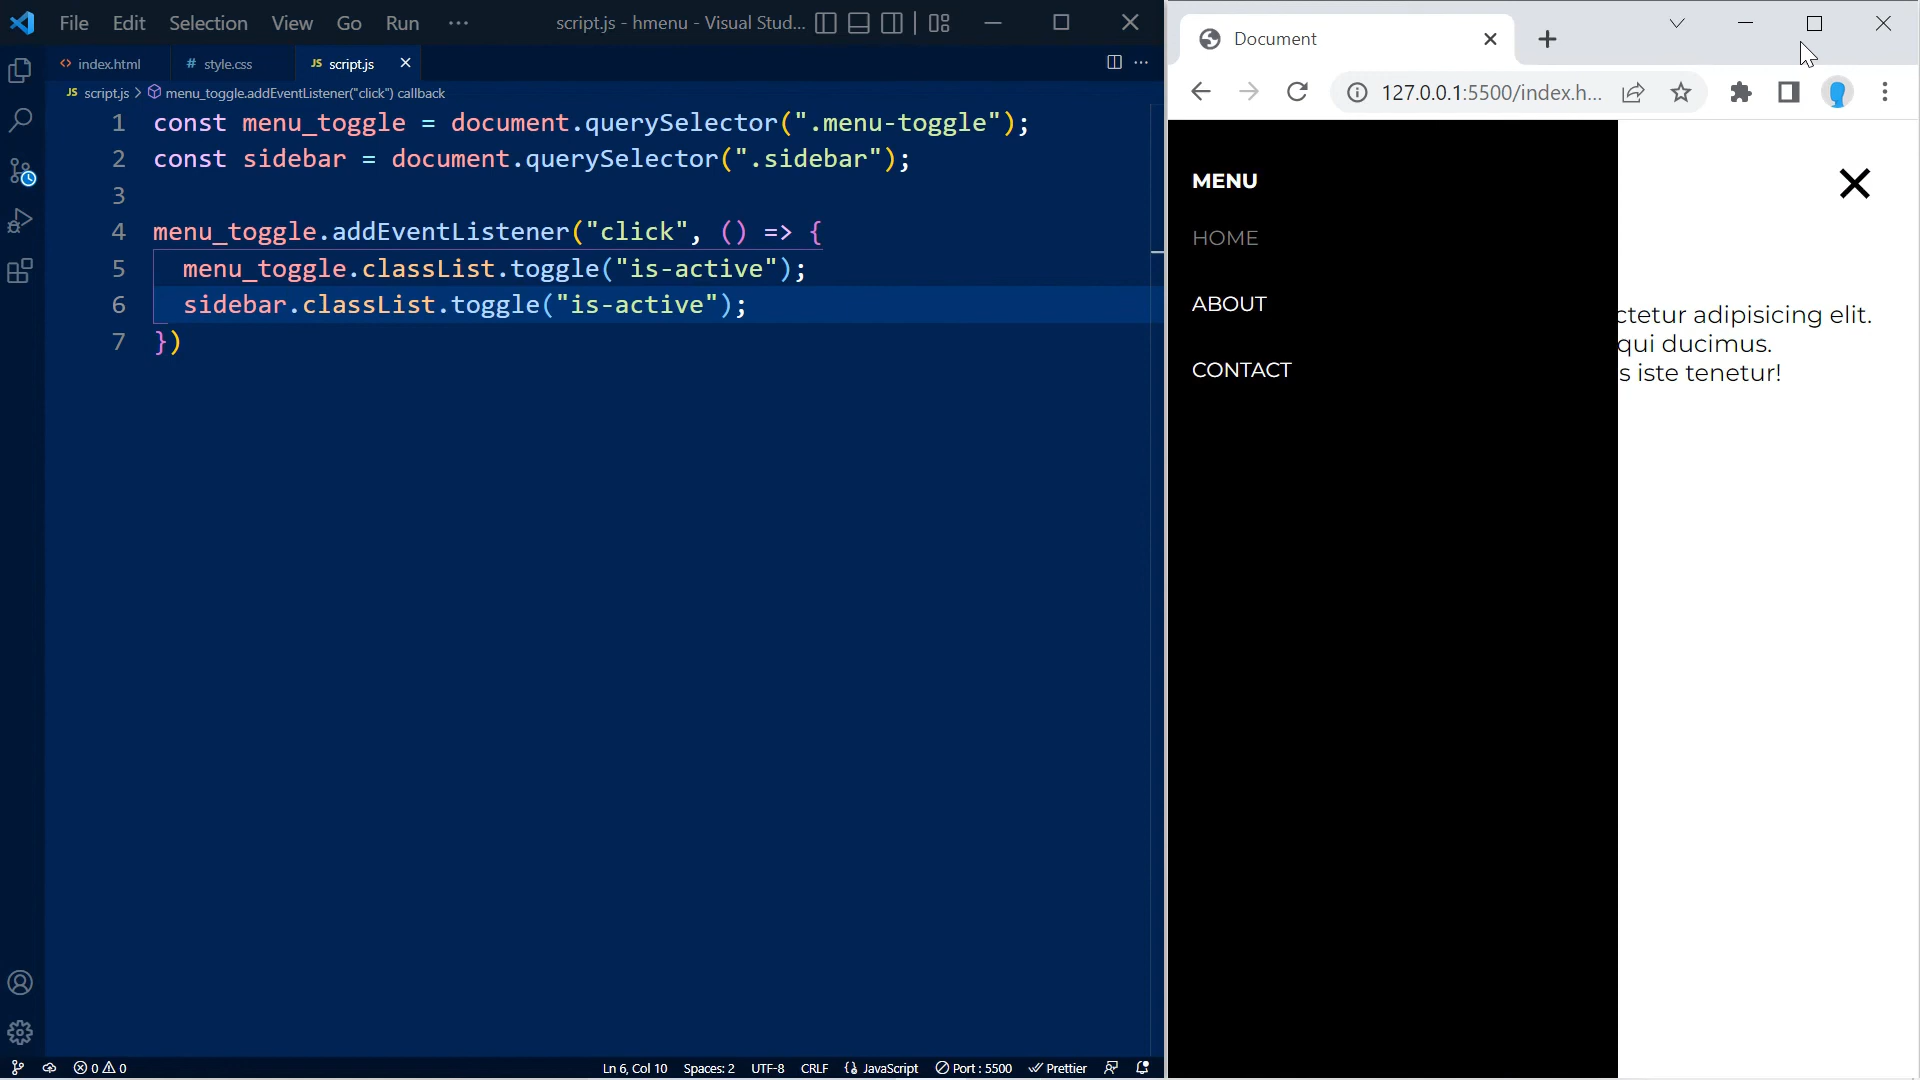 File Edit Selection View Go Run ··· script.js - hmenu - Visual Stud...
index.html # style.css JS script.js
JS script.js > menu_toggle.addEventListener("click") callback
1 const menu_toggle = document.querySelector(".menu-toggle");
2 const sidebar = document.querySelector(".sidebar");
3
4 menu_toggle.addEventListener("click", () => {
5 menu_toggle.classList.toggle("is-active");
6 sidebar.classList.toggle("is-active");
7 })
0 0 Ln 6, Col 10 Spaces: 2 UTF-8 CRLF {} JavaScript Port : 5500 Prettier
Document
127.0.0.1:5500/index.h...
MENU
HOME
ABOUT
CONTACT
ctetur adipisicing elit.
qui ducimus.
s iste tenetur!